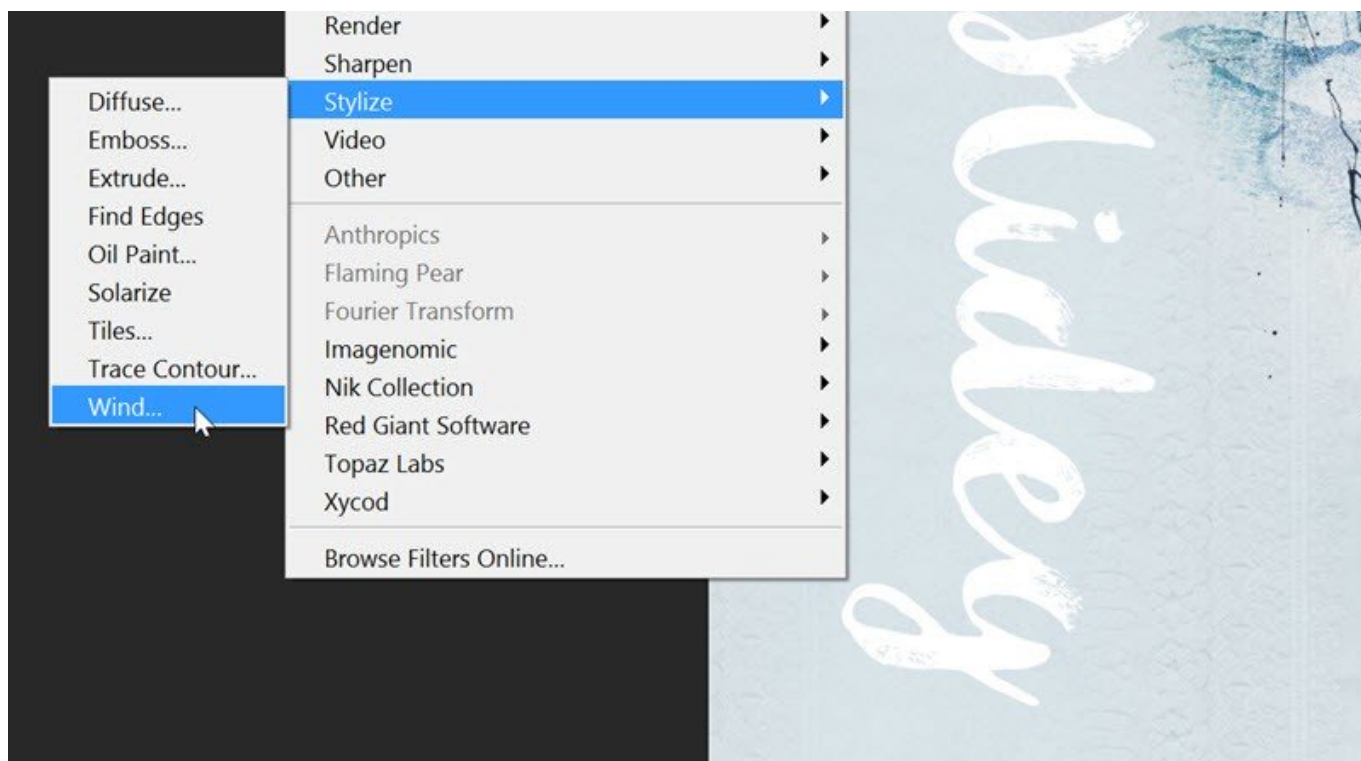 Render
Sharpen
Stylize
Video
Other
Anthropics
Flaming Pear
Fourier Transform
Imagenomic
Nik Collection
Red Giant Software
Topaz Labs
Xycod
Browse Filters Online...
Diffuse...
Emboss...
Extrude...
Find Edges
Oil Paint...
Solarize
Tiles...
Trace Contour...
Wind...